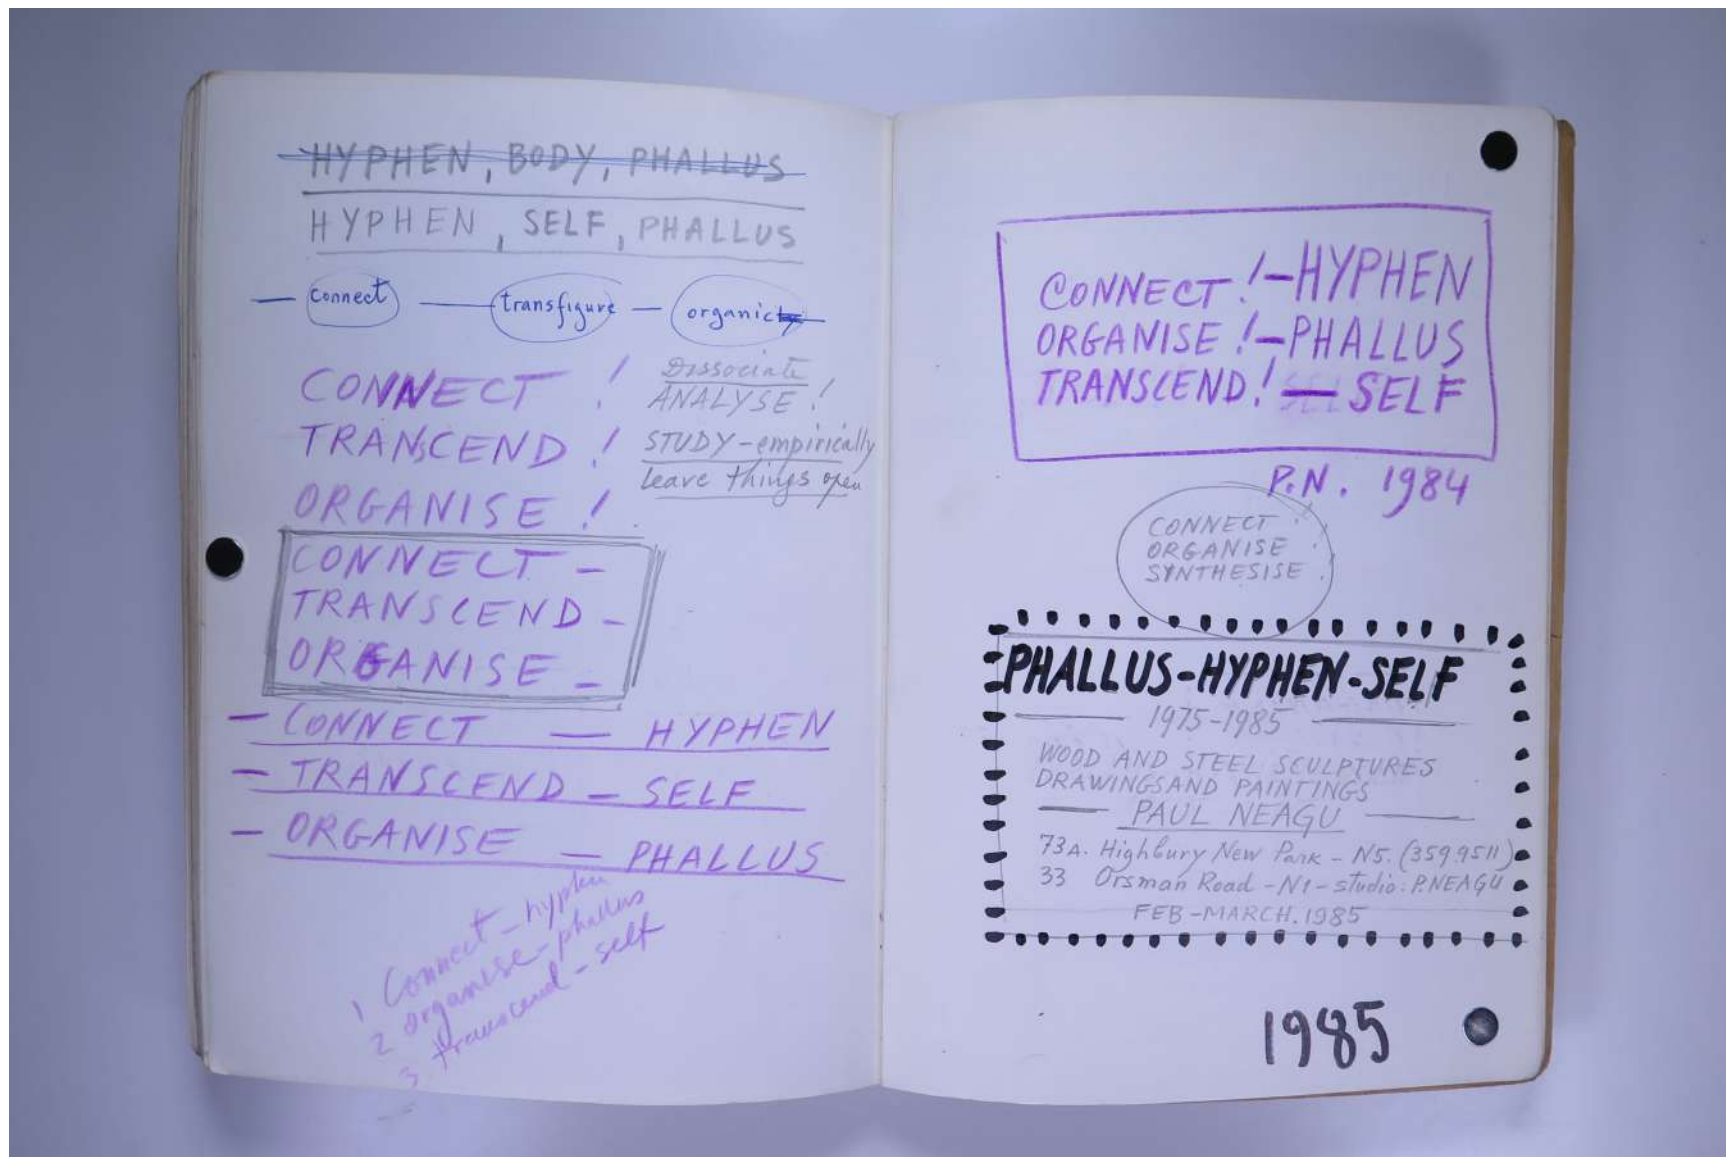 HYPHEN, BODY, PHALLUS
HYPHEN, SELF, PHALLUS
— connect — transfigure — organic
CONNECT !
TRANCEND !
ORGANISE !
Dissociate
ANALYSE !
STUDY - empirically
leave things open
CONNECT -
TRANSCEND -
ORGANISE -
- CONNECT — HYPHEN
- TRANSCEND - SELF
- ORGANISE — PHALLUS
1 Connect - hyphen
2 organise - phallus
3 transcend - self
CONNECT ! - HYPHEN
ORGANISE ! - PHALLUS
TRANSCEND! — SELF
P.N. 1984
CONNECT !
ORGANISE !
SYNTHESISE !
PHALLUS-HYPHEN-SELF
— 1975-1985 —
WOOD AND STEEL SCULPTURES
DRAWINGS AND PAINTINGS
— PAUL NEAGU —
73A. Highbury New Park - N5. (359.9511)
33 Orsman Road - N1 - studio: P.NEAGU
FEB-MARCH.1985
1985